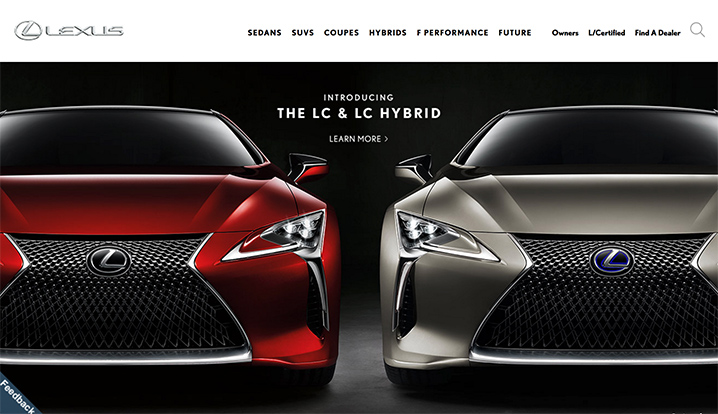 LEXUS
SEDANS SUVS COUPES HYBRIDS F PERFORMANCE FUTURE Owners L/Certified Find A Dealer
INTRODUCING
THE LC & LC HYBRID
LEARN MORE >
Feedback